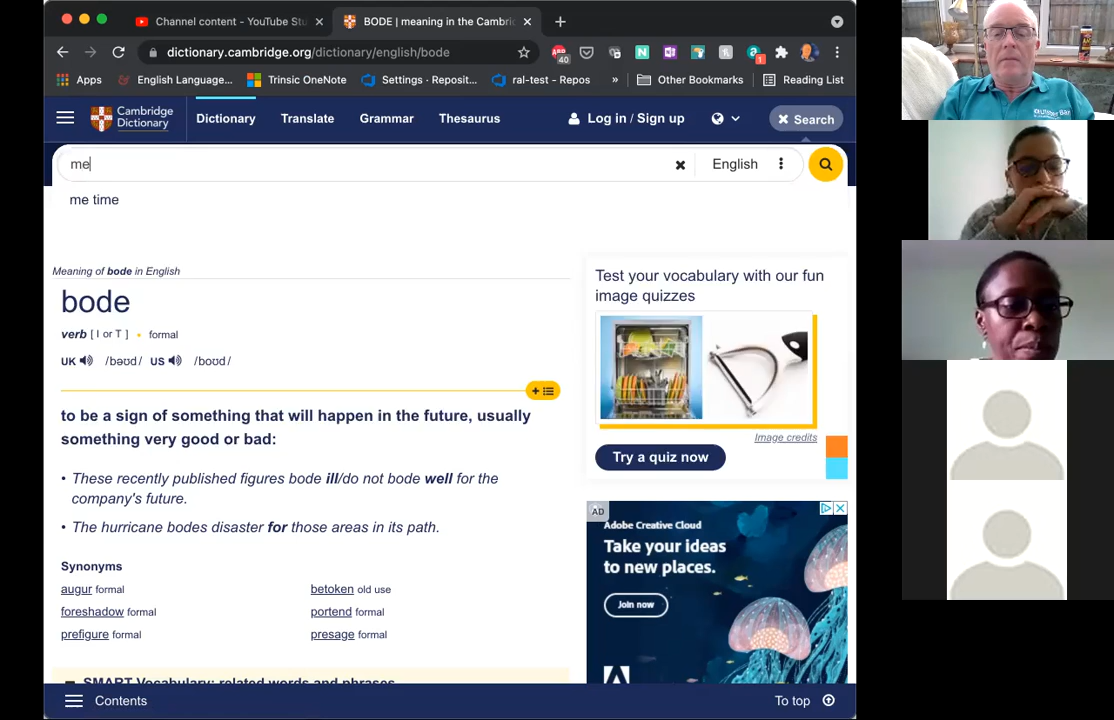 Channel content - YouTube Stu
BODE | meaning in the Cambri
dictionary.cambridge.org/dictionary/english/bode
40
1
Apps
English Language...
Trinsic OneNote
Settings · Reposit...
ral-test - Repos
»
Other Bookmarks
Reading List
Cambridge
Dictionary
Dictionary
Translate
Grammar
Thesaurus
Log in / Sign up
Search
me
English
me time
Meaning of bode in English
bode
verb [ I or T ] • formal
UK /bəʊd/ US /boʊd/
to be a sign of something that will happen in the future, usually
something very good or bad:
• These recently published figures bode ill/do not bode well for the
company's future.
• The hurricane bodes disaster for those areas in its path.
Synonyms
augur formal
betoken old use
foreshadow formal
portend formal
prefigure formal
presage formal
SMART Vocabulary: related words and phrases
Test your vocabulary with our fun
image quizzes
Image credits
Try a quiz now
AD
Adobe Creative Cloud
Take your ideas
to new places.
Join now
Contents
To top